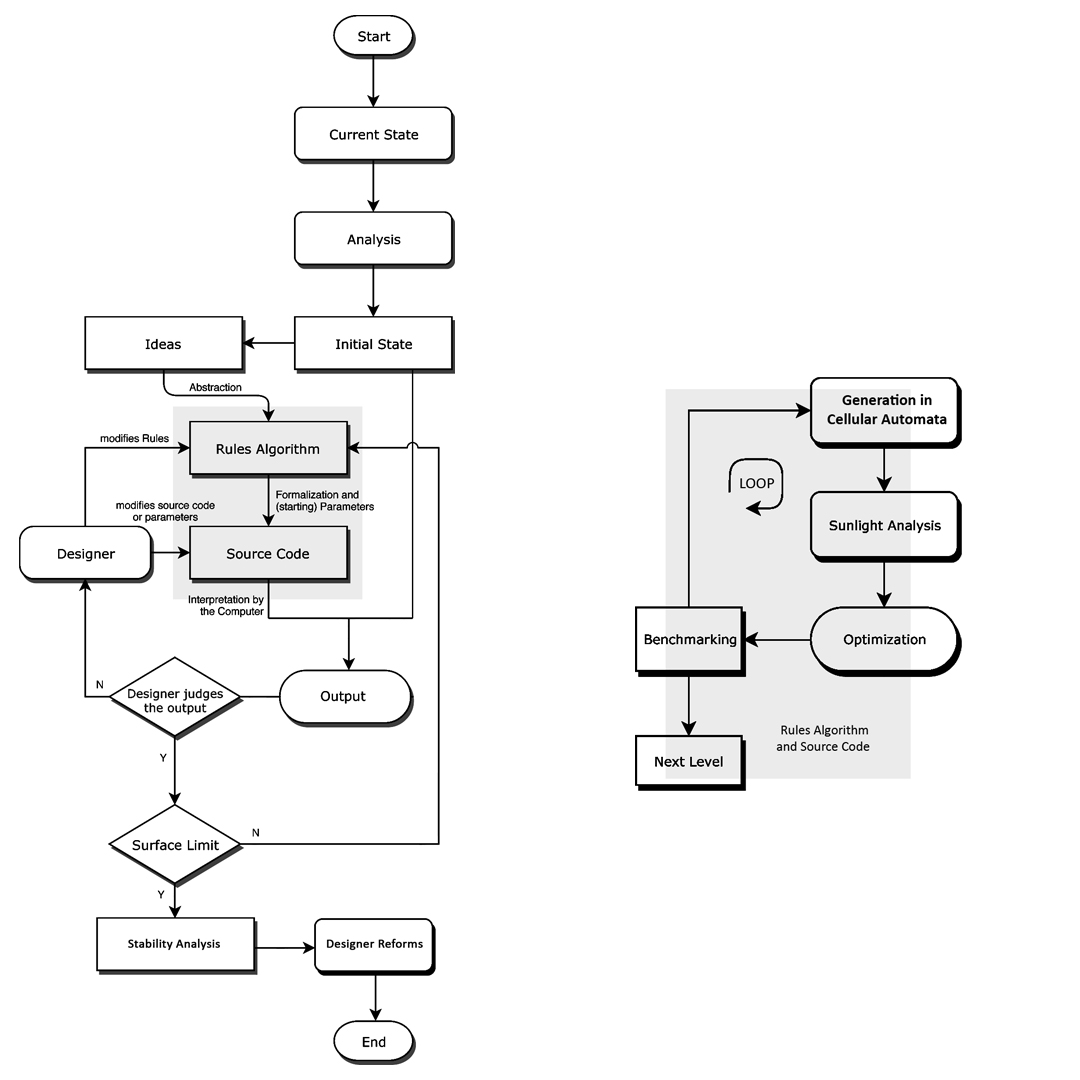 Start
Current State
Analysis
Ideas
Initial State
Abstraction
modifies Rules
Rules Algorithm
Formalization and
(starting) Parameters
modifies source code
or parameters
Designer
Source Code
Interpretation by
the Computer
N
Designer judges
the output
Output
Y
Surface Limit
N
Y
Stability Analysis
Designer Reforms
End
Generation in
Cellular Automata
LOOP
Sunlight Analysis
Benchmarking
Optimization
Rules Algorithm
and Source Code
Next Level